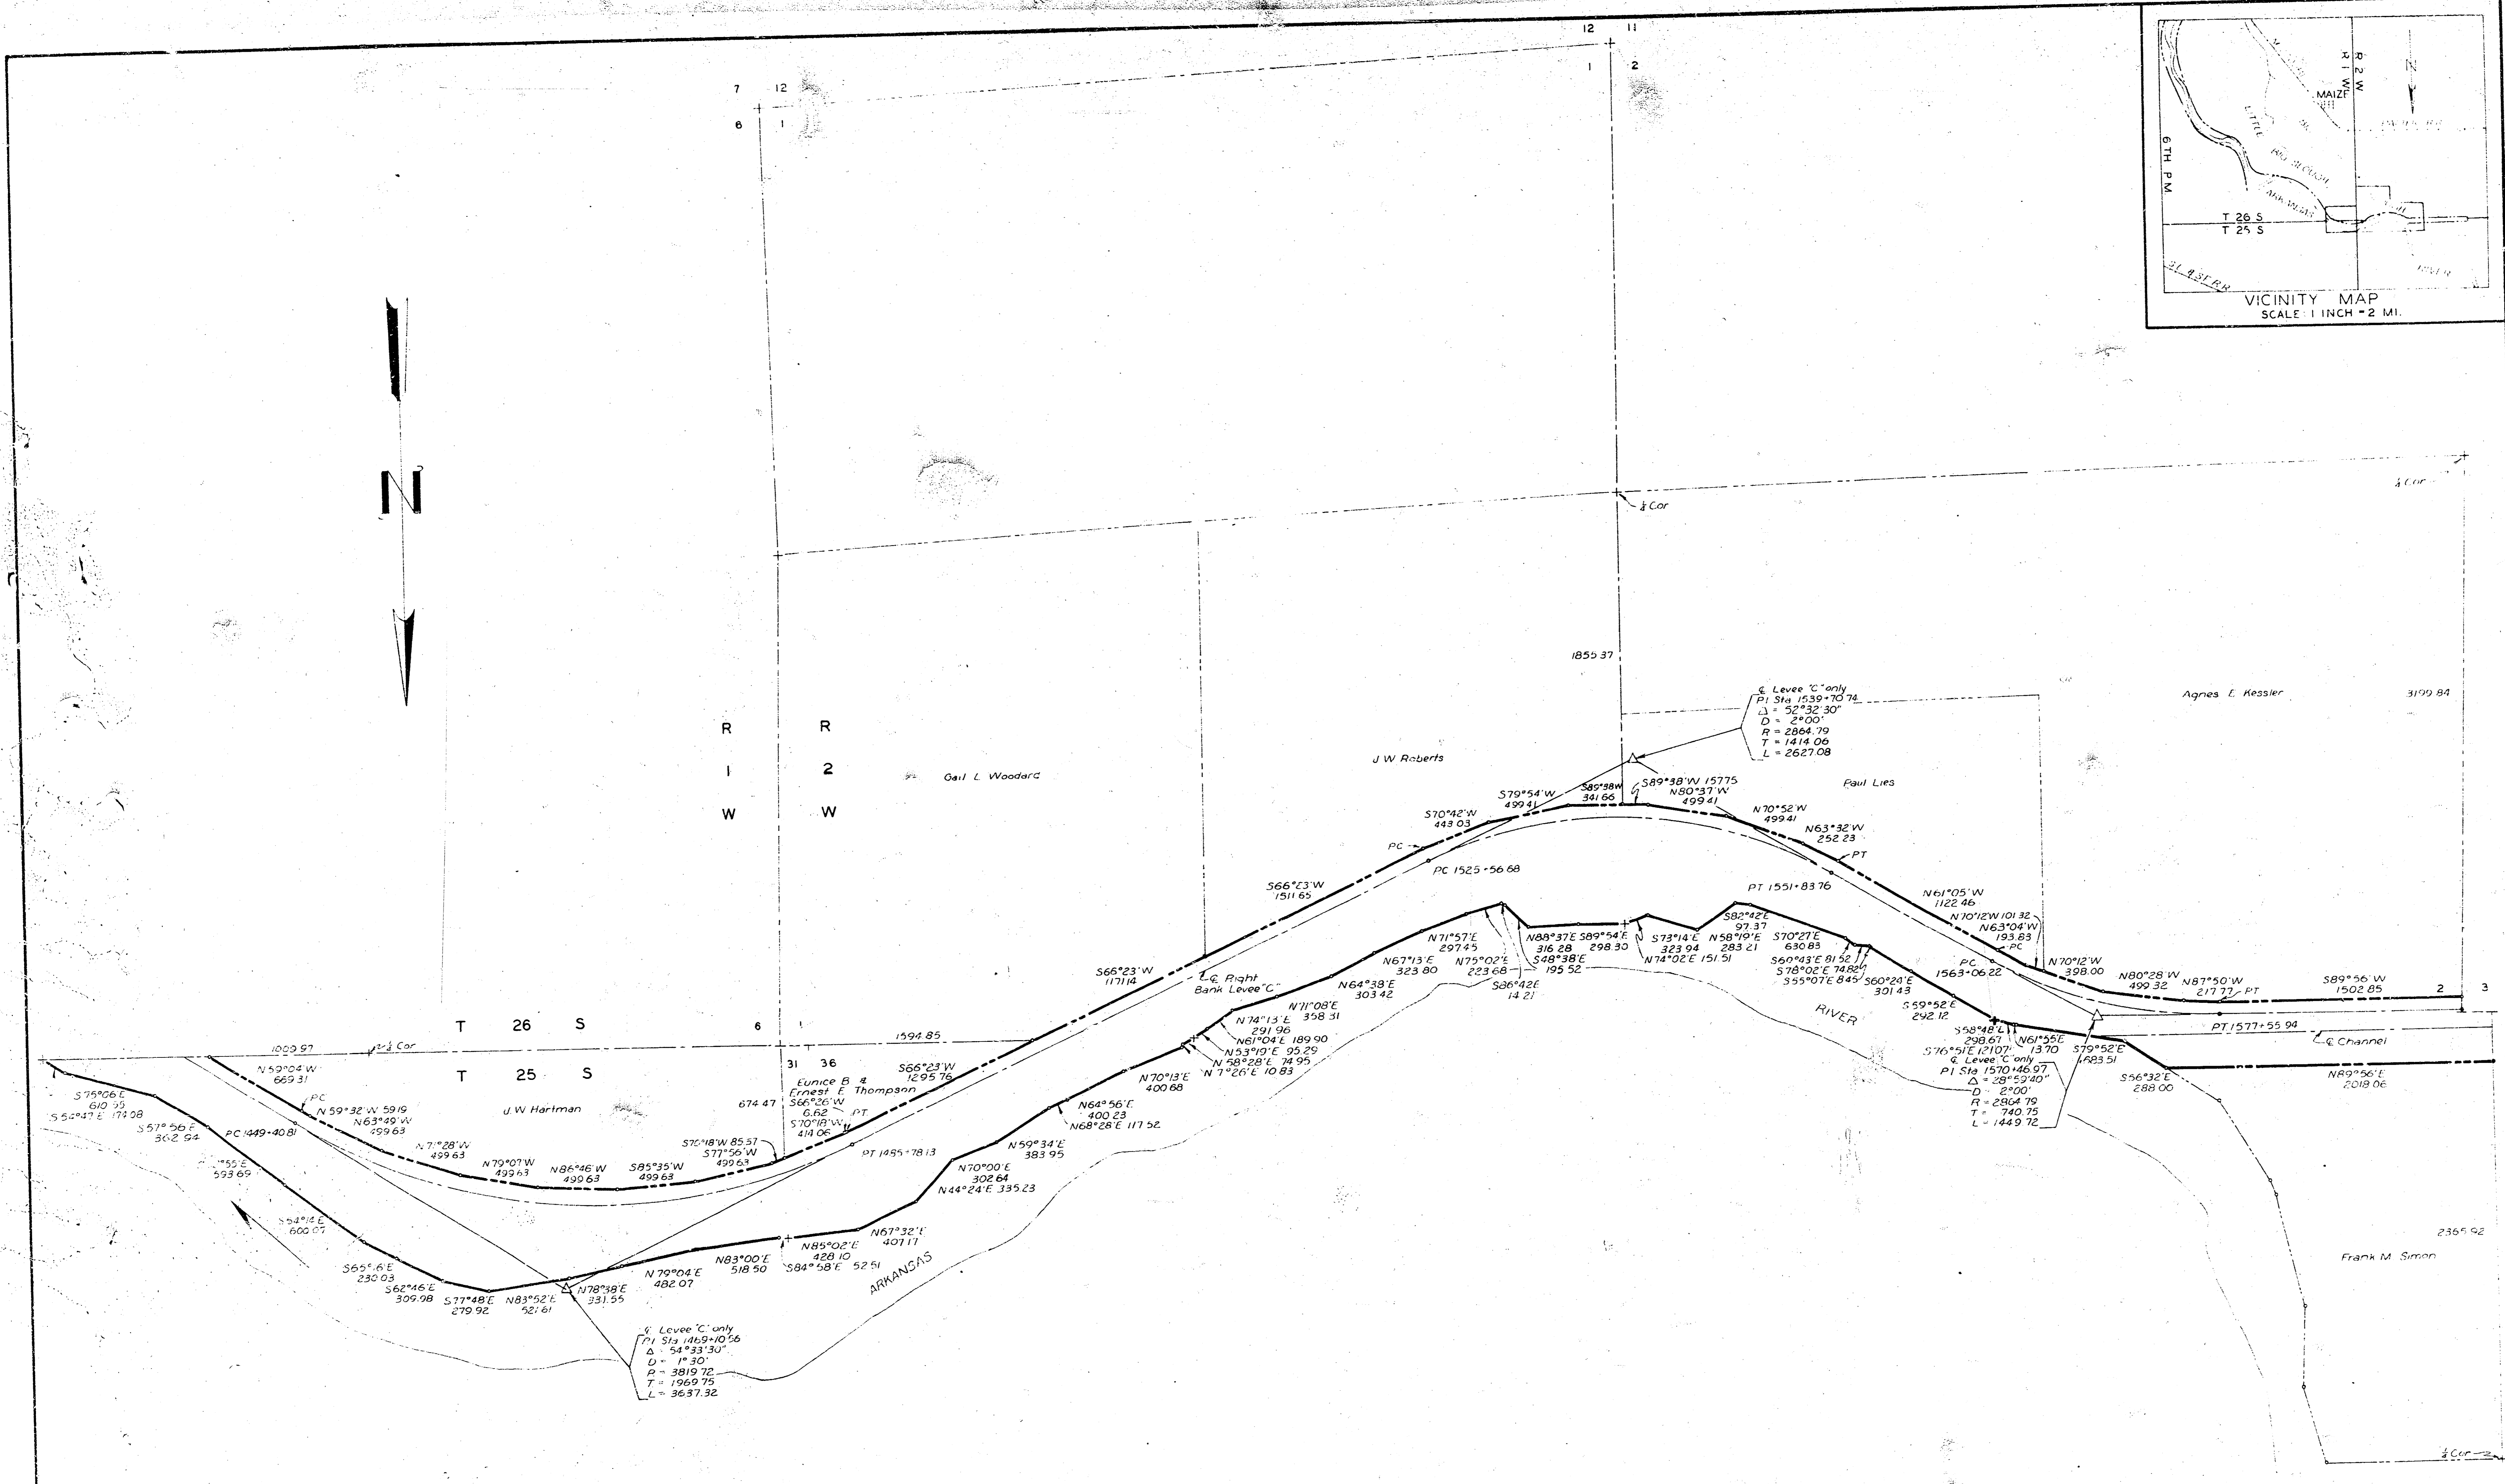 12 11
1 2
7 12
6 1
R 2 W
R 1 W
N
MAIZE
6 TH P.M.
LITTLE
BIG SLOUGH
ARKANSAS
T 26 S
T 25 S
VICINITY MAP
SCALE: 1 INCH = 2 MI.
N
¼ Cor
¼ Cor
1855.37
℄ Levee "C" only
PI Sta 1539+70.74
Δ = 52°32'30"
D = 2°00'
R = 2864.79
T = 1414.06
L = 2627.08
Agnes E. Kessler
3199.84
R R
1 2
W W
Gail L. Woodard
J W Roberts
Paul Lies
S70°42'W
443.03
S79°54'W
499.41
S89°38'W
341.66
S89°38'W 157.75
N80°37'W
499.41
N70°52'W
499.41
N63°32'W
252.23
PC
PT
PC 1525+56.68
PT 1551+83.76
S66°23'W
1511.65
N61°05'W
1122.46
N70°12'W 101.32
N63°04'W
193.83
PC
PC
1563+06.22
N70°12'W
398.00
N80°28'W
499.32
N87°50'W
217.77
PT
S89°56'W
1502.85
2 3
PT 1577+55.94
℄ Channel
S66°23'W
1171.14
℄ Right
Bank Levee "C"
N71°57'E
297.45
N67°13'E
323.80
N75°02'E
223.68
N64°38'E
303.42
S86°42'E
14.21
S48°38'E
195.52
N88°37'E
316.28
S89°54'E
298.30
S73°14'E
323.94
N74°02'E 151.51
N58°19'E
283.21
S82°42'E
97.37
S70°27'E
630.83
S60°43'E 81.52
S78°02'E 74.82
S55°07'E 8.45
S60°24'E
301.43
S59°52'E
292.12
S58°48'E
298.67
S76°51'E 121.07
N61°55'E
13.70
S79°52'E
683.51
S56°32'E
288.00
N89°56'E
2018.06
℄ Levee "C" only
PI Sta 1570+46.97
Δ = 28°59'40"
D = 2°00'
R = 2864.79
T = 740.75
L = 1449.72
RIVER
N71°08'E
358.31
N74°13'E
291.96
N61°04'E 189.90
N53°19'E 95.29
N58°28'E 74.95
N 7°26'E 10.83
N70°13'E
400.68
N64°56'E
400.23
N68°28'E 117.52
N59°34'E
383.95
N70°00'E
302.64
N44°24'E 335.23
N67°32'E
407.17
N85°02'E
428.10
S84°58'E 52.51
N83°00'E
518.50
N79°04'E
482.07
N78°38'E
331.55
N83°52'E
521.61
S77°48'E
279.92
S62°46'E
309.98
230.03
S54°14'E
593.69
S57°56'E
362.94
S75°06'E
S54°47'E 174.08
T 26 S
T 25 S
6 1
31 36
1009.97
¼ Cor
1594.85
N59°04'W
669.31
PC
N59°32'W 59.19
N63°49'W
499.63
PC 1449+40.81
J.W. Hartman
N71°28'W
499.63
N79°07'W
499.63
N86°46'W
499.63
S85°35'W
499.63
S70°18'W 85.57
S77°56'W
499.63
674.47
Eunice B. &
Ernest E. Thompson
S66°26'W
6.62
PT
S70°18'W
414.06
S66°23'W
1295.76
PT 1485+78.13
ARKANSAS
℄ Levee "C" only
PI Sta 1469+10.56
Δ = 54°33'30"
D = 1°30'
R = 3819.72
T = 1969.75
L = 3637.32
2365.92
Frank M. Simon
¼ Cor